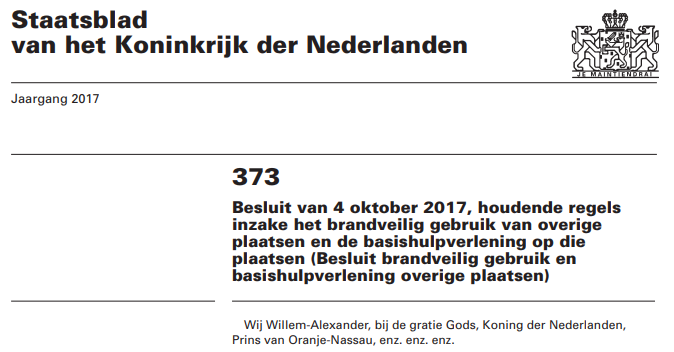 Staatsblad
van het Koninkrijk der Nederlanden
JE MAINTIENDRAI
Jaargang 2017
373
Besluit van 4 oktober 2017, houdende regels
inzake het brandveilig gebruik van overige
plaatsen en de basishulpverlening op die
plaatsen (Besluit brandveilig gebruik en
basishulpverlening overige plaatsen)
Wij Willem-Alexander, bij de gratie Gods, Koning der Nederlanden,
Prins van Oranje-Nassau, enz. enz. enz.